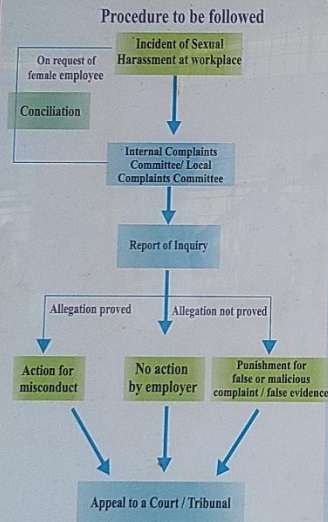 Procedure to be followed
Incident of Sexual
Harassment at workplace
On request of
female employee
Conciliation
Internal Complaints
Committee/ Local
Complaints Committee
Report of Inquiry
Allegation proved
Allegation not proved
Action for
misconduct
No action
by employer
Punishment for
false or malicious
complaint / false evidence
Appeal to a Court / Tribunal